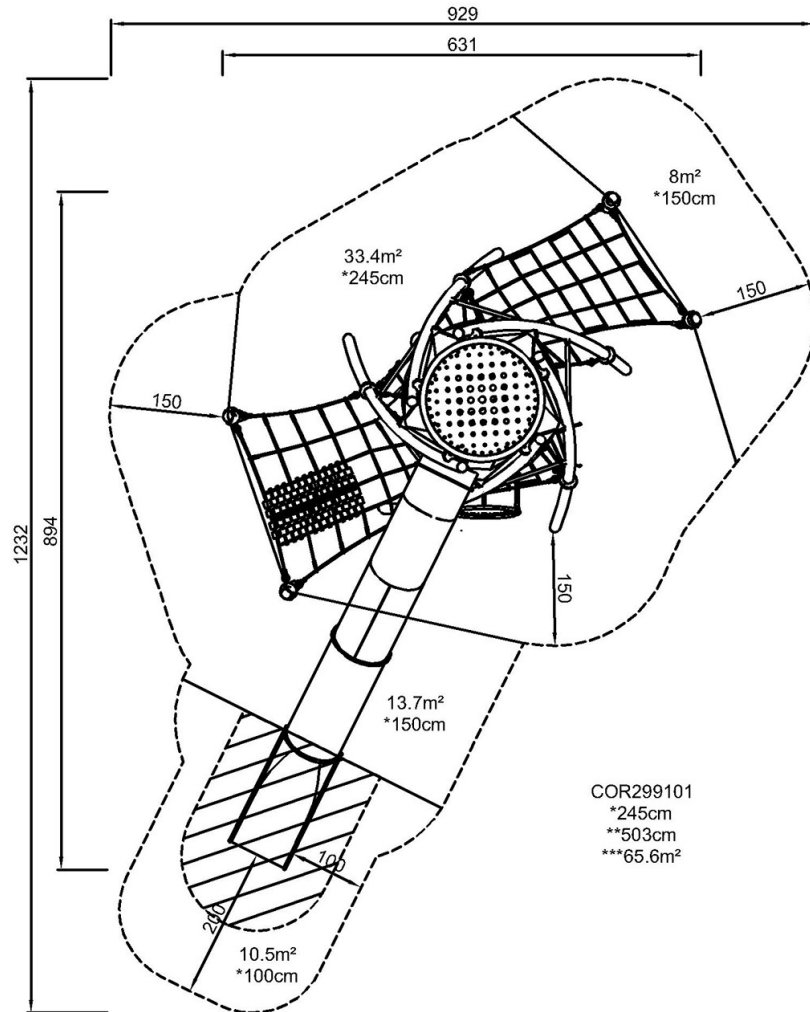 929
631
8m²
*150cm
33.4m²
*245cm
150
150
1232
894
150
13.7m²
*150cm
COR299101
*245cm
**503cm
***65.6m²
100
200
10.5m²
*100cm